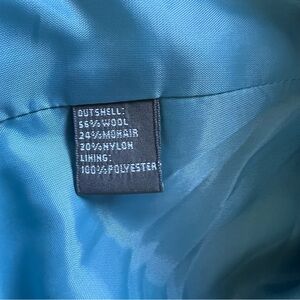 OUTSHELL:
56%WOOL
24%MOHAIR
20%NYLON
LINING:
100%POLYESTER